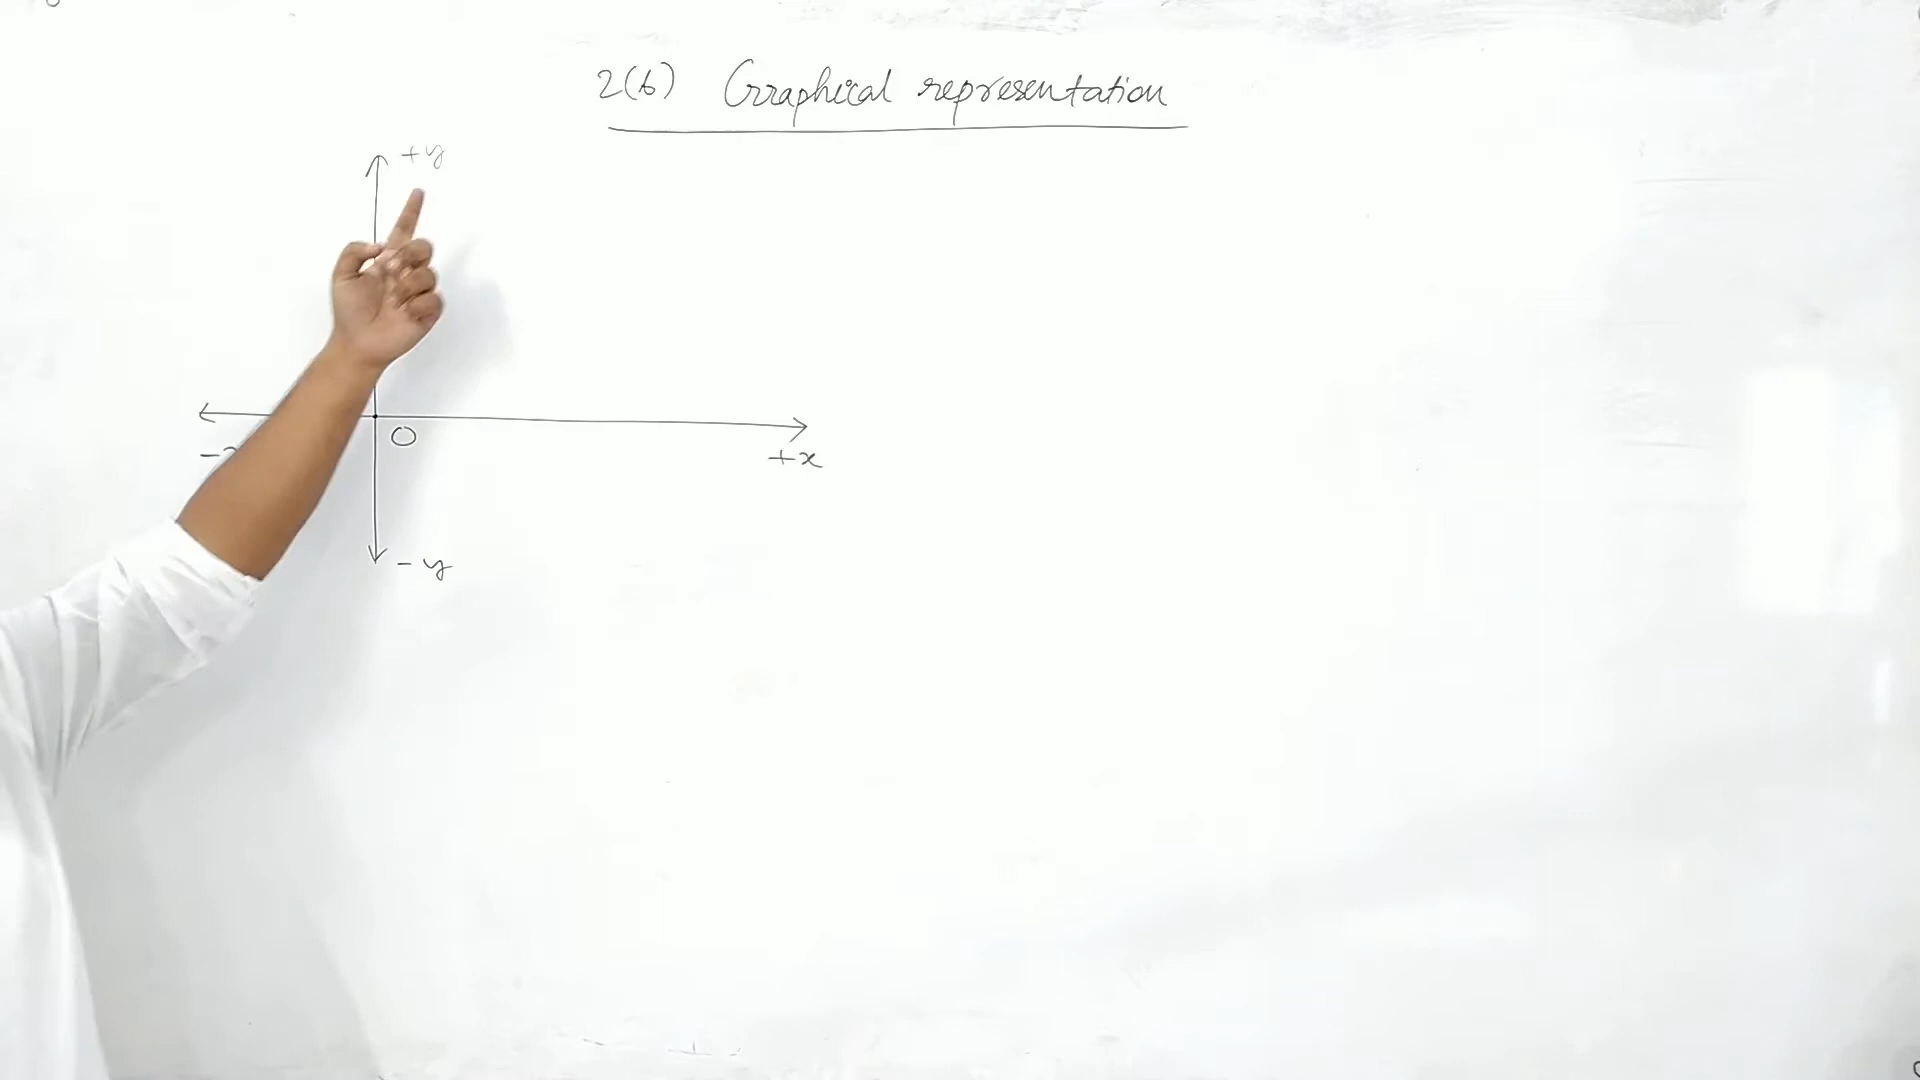 2(b) Graphical representation
+y
O
+x
-y